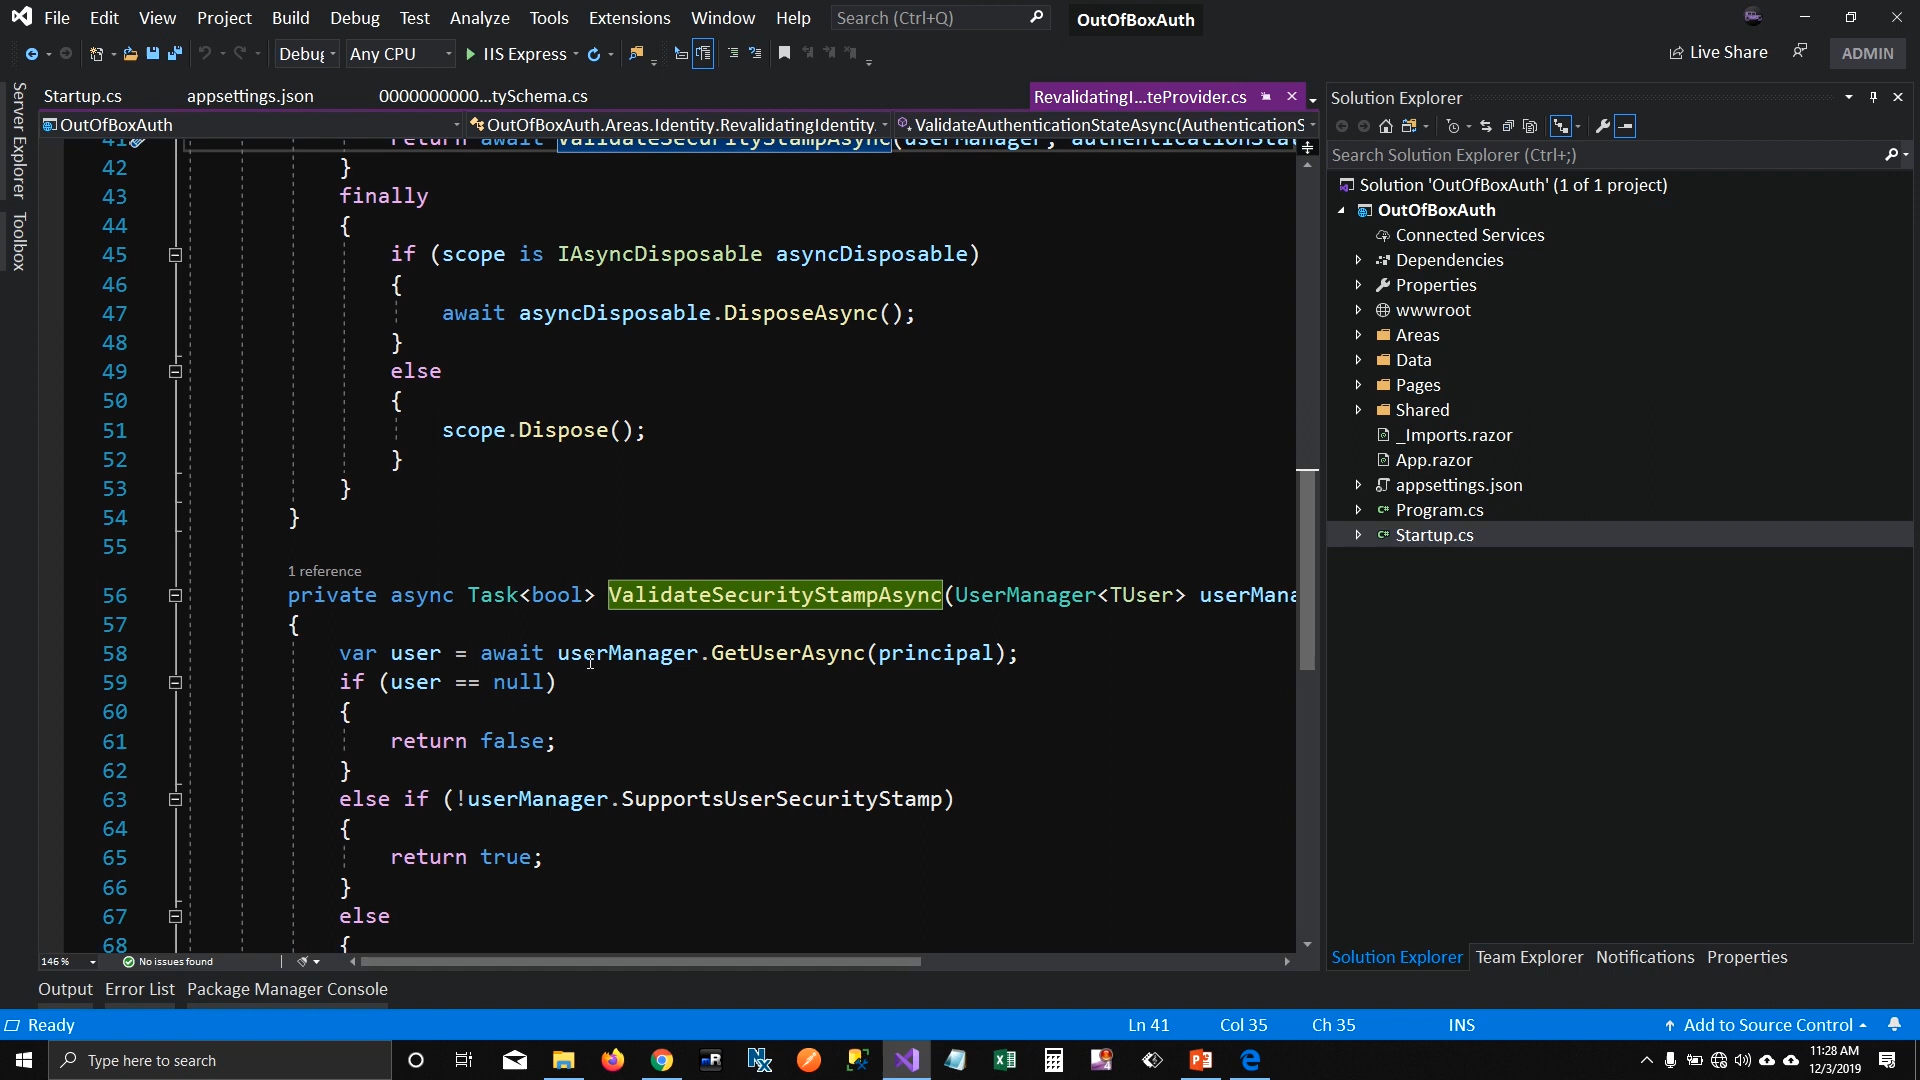 File Edit View Project Build Debug Test Analyze Tools Extensions Window Help Search (Ctrl+Q) OutOfBoxAuth
Debug Any CPU IIS Express Live Share ADMIN
Server Explorer
Toolbox
Startup.cs appsettings.json 0000000000...tySchema.cs RevalidatingI...teProvider.cs
OutOfBoxAuth OutOfBoxAuth.Areas.Identity.RevalidatingIdentity ValidateAuthenticationStateAsync(AuthenticationS
41 return await ValidateSecurityStampAsync(userManager, authenticationStat
42 }
43 finally
44 {
45 if (scope is IAsyncDisposable asyncDisposable)
46 {
47 await asyncDisposable.DisposeAsync();
48 }
49 else
50 {
51 scope.Dispose();
52 }
53 }
54 }
55
1 reference
56 private async Task<bool> ValidateSecurityStampAsync(UserManager<TUser> userMana
57 {
58 var user = await userManager.GetUserAsync(principal);
59 if (user == null)
60 {
61 return false;
62 }
63 else if (!userManager.SupportsUserSecurityStamp)
64 {
65 return true;
66 }
67 else
68 {
146 % No issues found
Solution Explorer
Search Solution Explorer (Ctrl+;)
Solution 'OutOfBoxAuth' (1 of 1 project)
OutOfBoxAuth
Connected Services
Dependencies
Properties
wwwroot
Areas
Data
Pages
Shared
_Imports.razor
App.razor
appsettings.json
Program.cs
Startup.cs
Solution Explorer Team Explorer Notifications Properties
Output Error List Package Manager Console
Ready Ln 41 Col 35 Ch 35 INS Add to Source Control
Type here to search
11:28 AM
12/3/2019